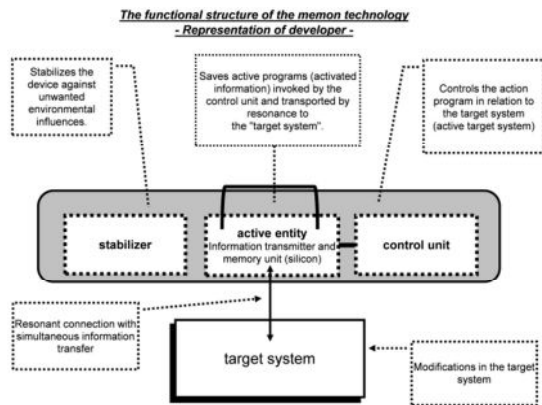 The functional structure of the memon technology
- Representation of developer -
Stabilizes the
device against
unwanted
environmental
influences.
Saves active programs (activated
information) invoked by the
control unit and transported by
resonance to
the "target system".
Controls the action
program in relation to
the target system
(active target system)
stabilizer
active entity
Information transmitter and
memory unit (silicon)
control unit
Resonant connection with
simultaneous information
transfer
target system
Modifications in the target
system